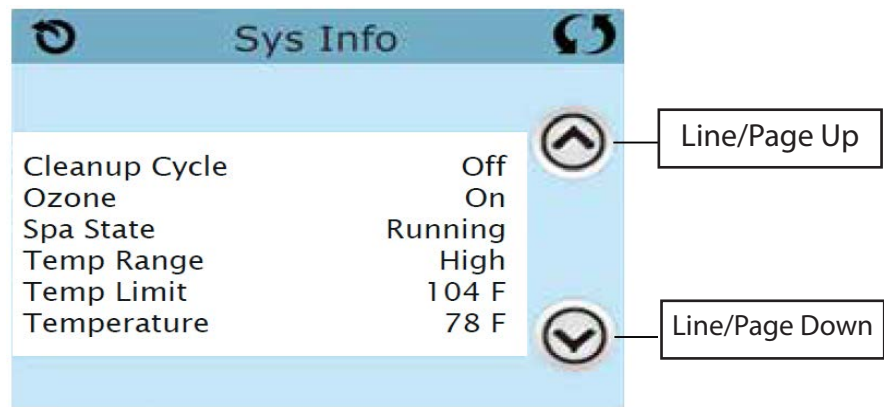 Sys Info
Cleanup Cycle Off
Ozone On
Spa State Running
Temp Range High
Temp Limit 104 F
Temperature 78 F
Line/Page Up
Line/Page Down